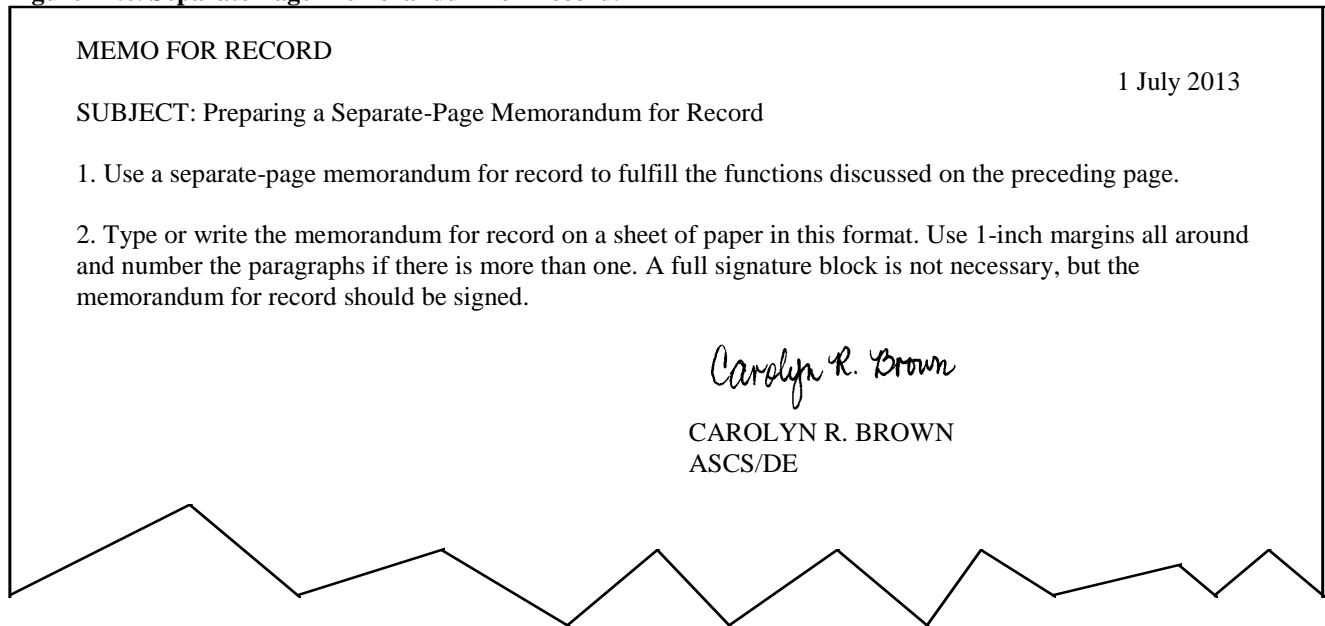 MEMO FOR RECORD
1 July 2013
SUBJECT: Preparing a Separate-Page Memorandum for Record
1. Use a separate-page memorandum for record to fulfill the functions discussed on the preceding page.
2. Type or write the memorandum for record on a sheet of paper in this format. Use 1-inch margins all around
and number the paragraphs if there is more than one. A full signature block is not necessary, but the
memorandum for record should be signed.
Carolyn R. Brown
CAROLYN R. BROWN
ASCS/DE